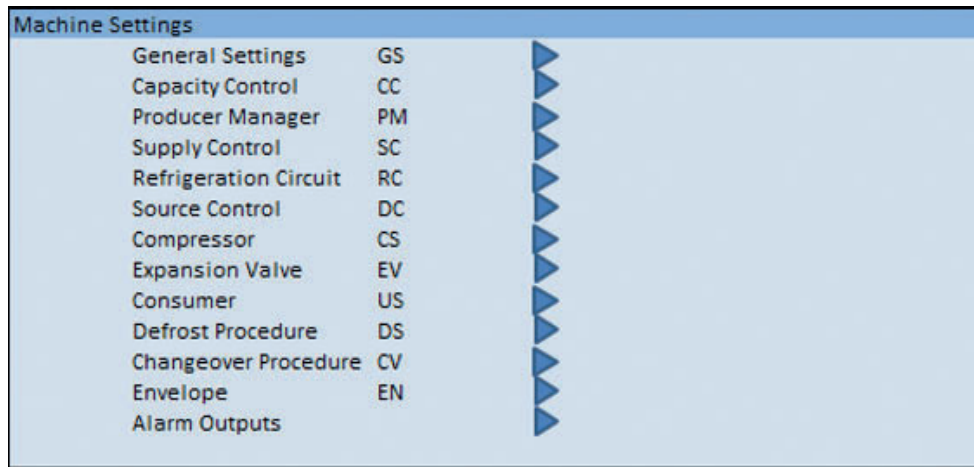 Machine Settings
General Settings GS
Capacity Control CC
Producer Manager PM
Supply Control SC
Refrigeration Circuit RC
Source Control DC
Compressor CS
Expansion Valve EV
Consumer US
Defrost Procedure DS
Changeover Procedure CV
Envelope EN
Alarm Outputs